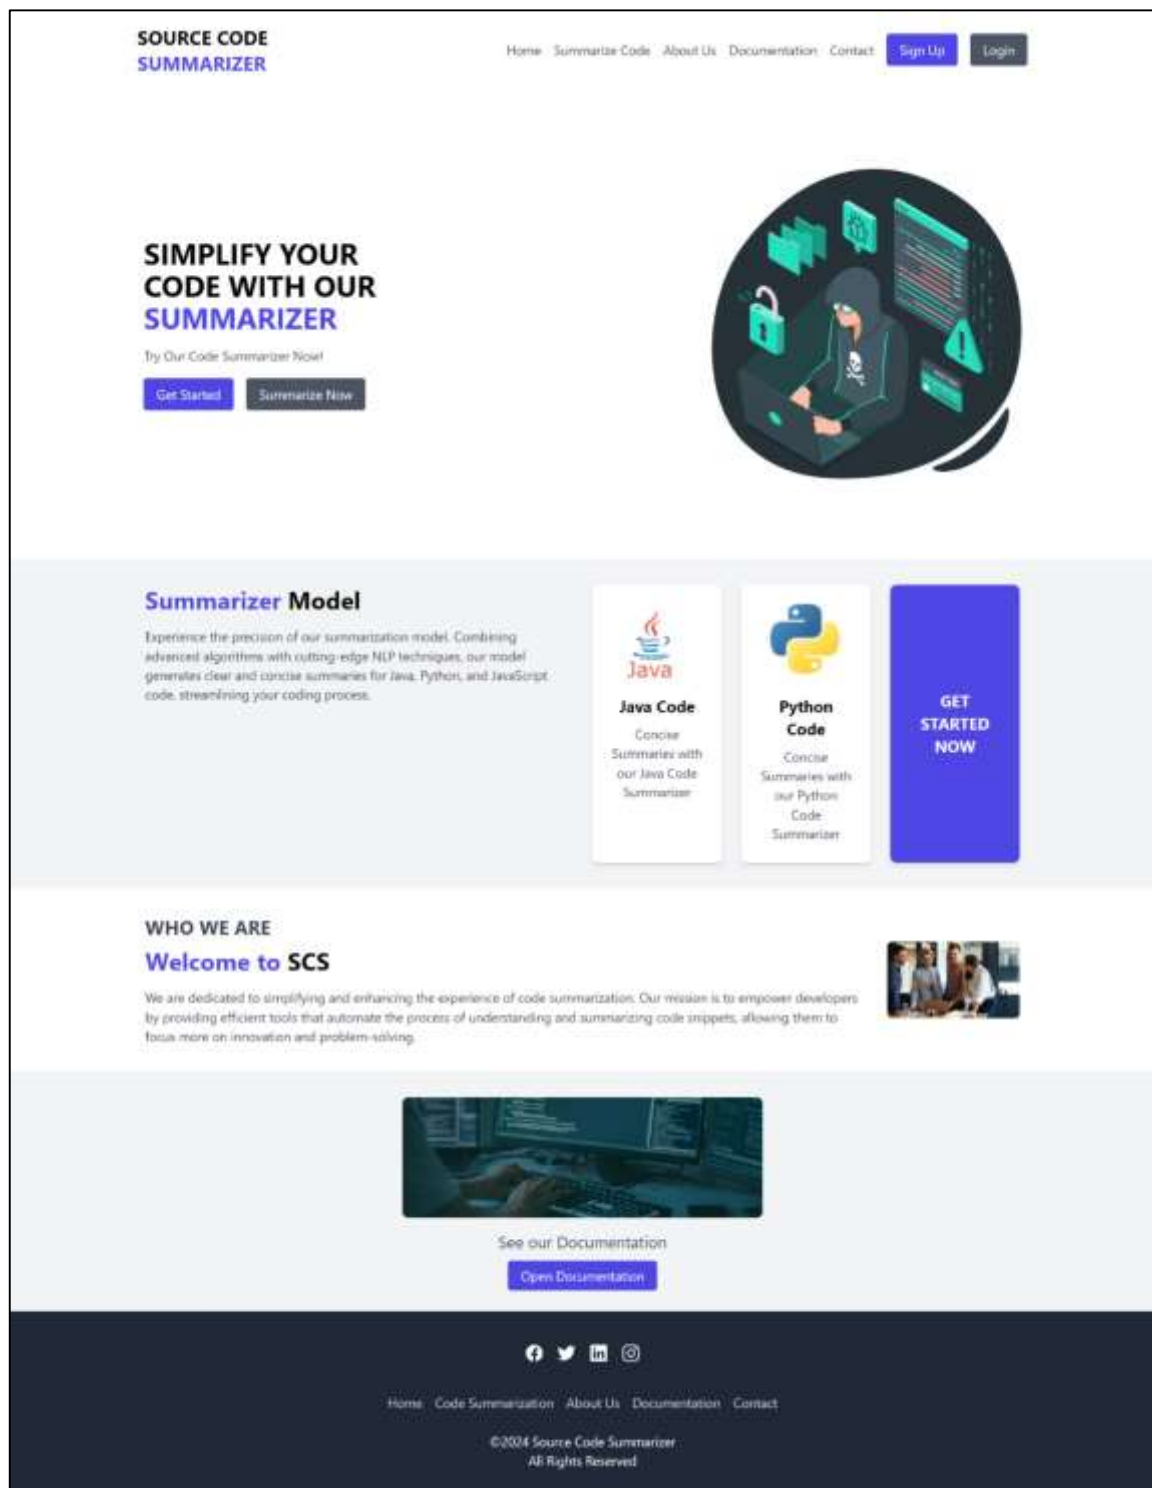 SOURCE CODE
SUMMARIZER
Home Summarize Code About Us Documentation Contact Sign Up Login
SIMPLIFY YOUR
CODE WITH OUR
SUMMARIZER
Try Our Code Summarizer Now!
Get Started Summarize Now
Summarizer Model
Experience the precision of our summarization model. Combining
advanced algorithms with cutting-edge NLP techniques, our model
generates clear and concise summaries for Java, Python, and JavaScript
code, streamlining your coding process.
Java
Java Code
Concise
Summaries with
our Java Code
Summarizer
Python
Code
Concise
Summaries with
our Python
Code
Summarizer
GET
STARTED
NOW
WHO WE ARE
Welcome to SCS
We are dedicated to simplifying and enhancing the experience of code summarization. Our mission is to empower developers
by providing efficient tools that automate the process of understanding and summarizing code snippets, allowing them to
focus more on innovation and problem-solving.
See our Documentation
Open Documentation
Home Code Summarization About Us Documentation Contact
©2024 Source Code Summarizer
All Rights Reserved